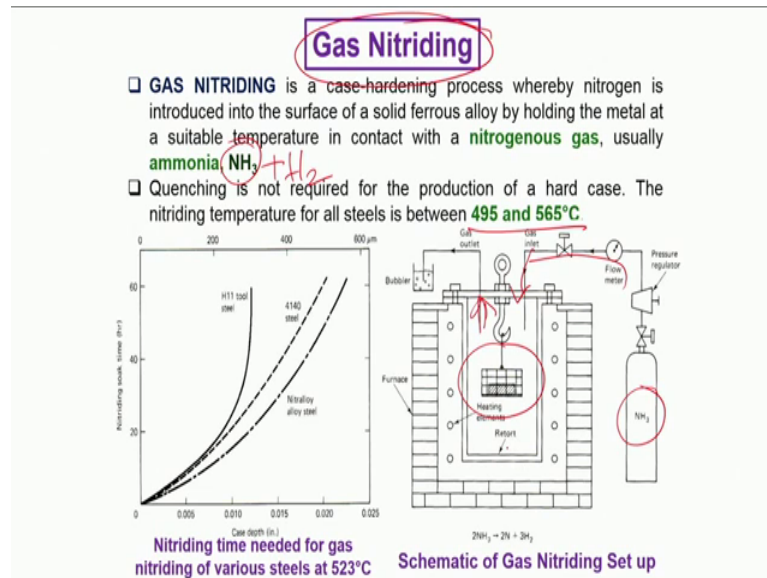 Gas Nitriding
❑ GAS NITRIDING is a case-hardening process whereby nitrogen is
introduced into the surface of a solid ferrous alloy by holding the metal at
a suitable temperature in contact with a nitrogenous gas, usually
ammonia, NH₃ + H₂
❑ Quenching is not required for the production of a hard case. The
nitriding temperature for all steels is between 495 and 565°C.
0 200 400 600 μm
Nitriding soak time (hr)
60
40
20
H11 tool
steel
4140
steel
Nitralloy
alloy steel
0 0.005 0.010 0.015 0.020 0.025
Case depth (in.)
Nitriding time needed for gas
nitriding of various steels at 523°C
Gas
outlet
Gas
inlet
Bubbler
Flow
meter
Pressure
regulator
Furnace
Heating
elements
Retort
NH₃
2NH₃ → 2N + 3H₂
Schematic of Gas Nitriding Set up